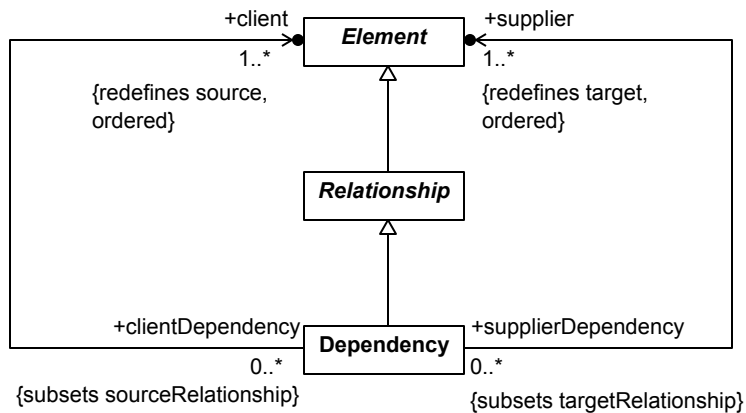 +client
Element
+supplier
1..*
1..*
{redefines source,
ordered}
{redefines target,
ordered}
Relationship
+clientDependency
Dependency
+supplierDependency
0..*
0..*
{subsets sourceRelationship}
{subsets targetRelationship}